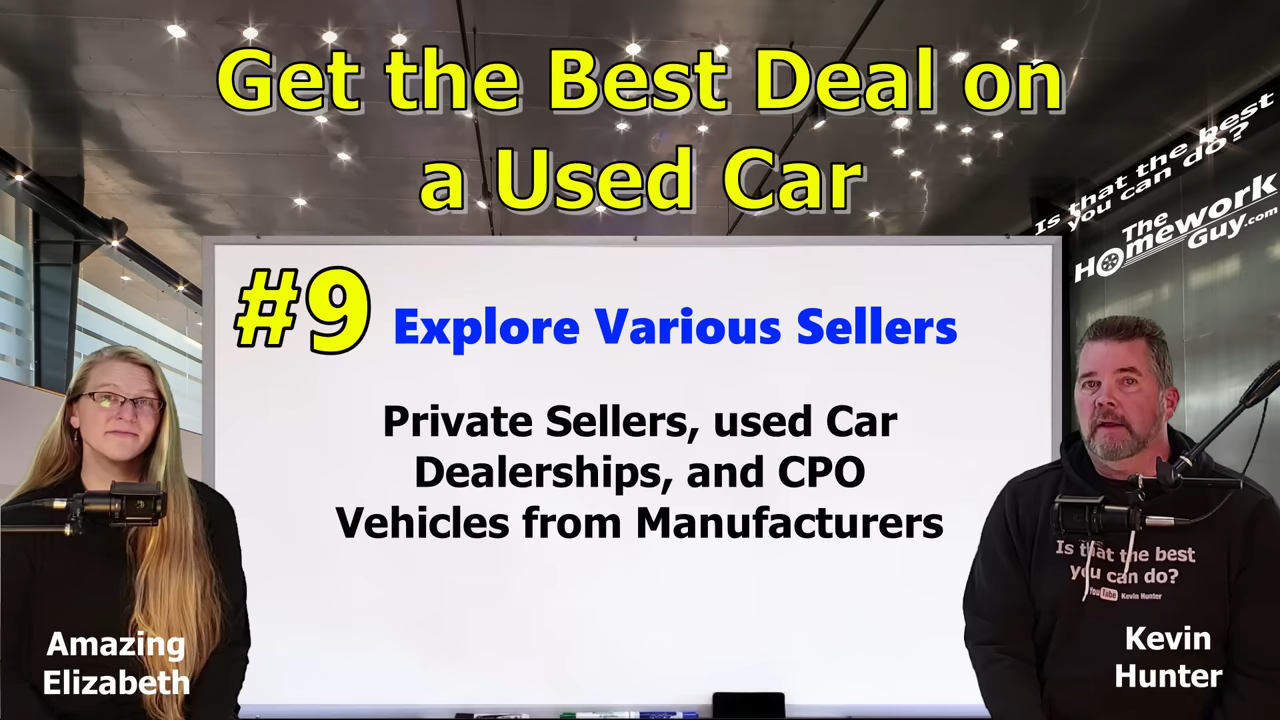 Get the Best Deal on
a Used Car
Is that the best
you can do?
The
Homework
Guy.com
#9 Explore Various Sellers
Private Sellers, used Car
Dealerships, and CPO
Vehicles from Manufacturers
Is that the best
you can do?
YouTube Kevin Hunter
Amazing
Elizabeth
Kevin
Hunter